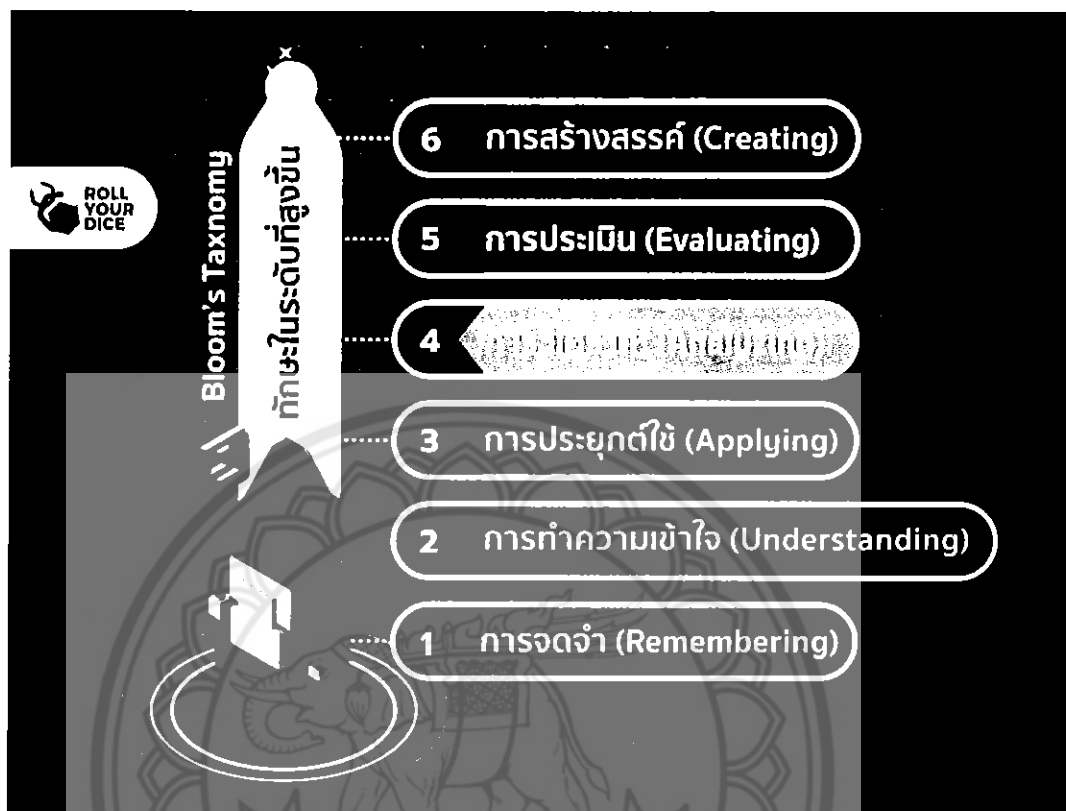 ROLL
YOUR
DICE
Bloom's Taxnomy
ทักษะในระดับที่สูงขึ้น
6 การสร้างสรรค์ (Creating)
5 การประเมิน (Evaluating)
4
3 การประยุกต์ใช้ (Applying)
2 การทำความเข้าใจ (Understanding)
1 การจดจำ (Remembering)